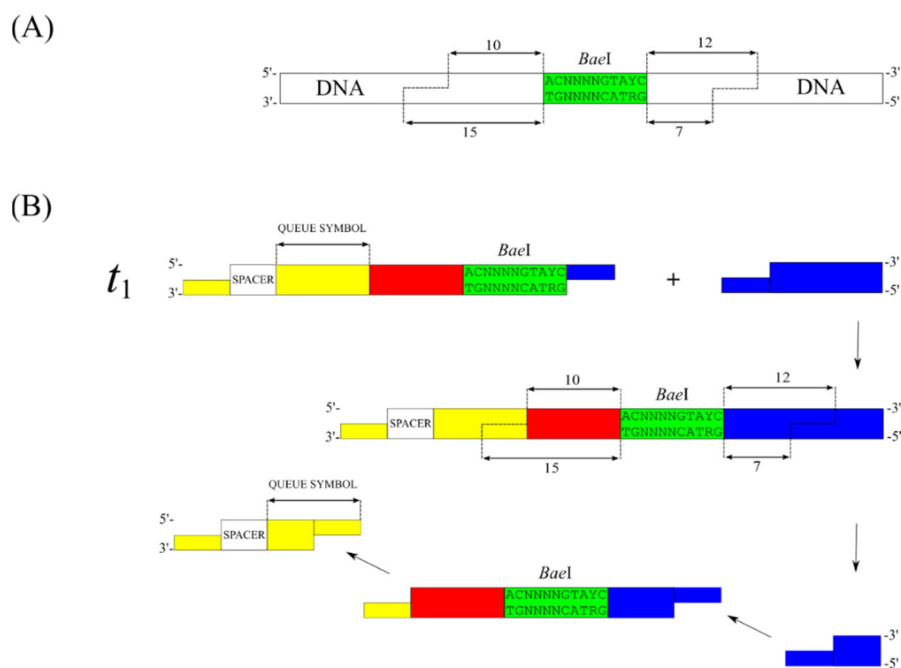 (A)
10
12
BaeI
5'-
ACNNNNGTAYC
-3'
DNA
DNA
3'-
TGNNNNCATRG
-5'
15
7
(B)
QUEUE SYMBOL
BaeI
t1
5'-
ACNNNNGTAYC
-3'
SPACER
+
3'-
TGNNNNCATRG
-5'
10
12
BaeI
5'-
ACNNNNGTAYC
-3'
SPACER
3'-
TGNNNNCATRG
-5'
15
7
QUEUE SYMBOL
5'-
SPACER
3'-
BaeI
ACNNNNGTAYC
TGNNNNCATRG
-3'
-5'